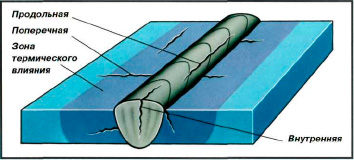 Продольная
Поперечная
Зона
термического
влияния
Внутренняя